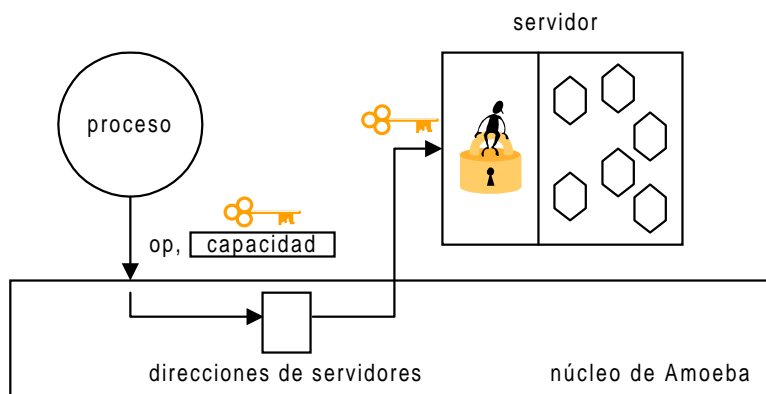 servidor
proceso
op, capacidad
direcciones de servidores
núcleo de Amoeba